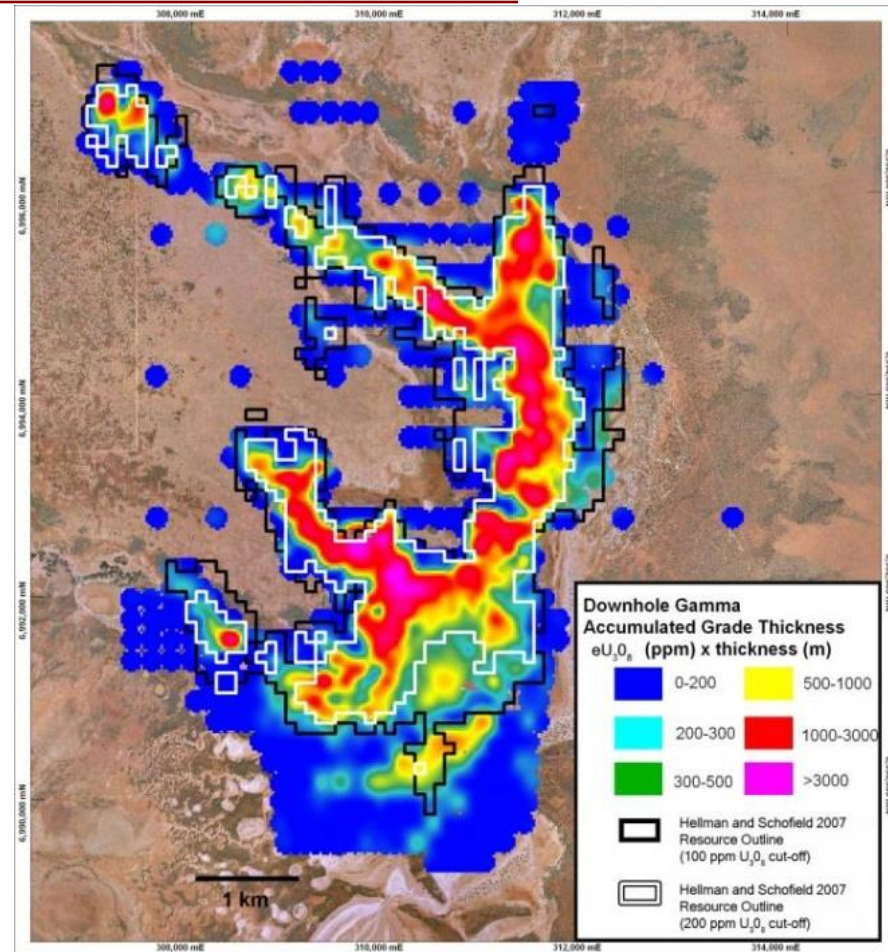 308,000 mE 310,000 mE 312,000 mE 314,000 mE
6,996,000 mN
6,994,000 mN
6,992,000 mN
6,990,000 mN
Downhole Gamma
Accumulated Grade Thickness
eU3O8 (ppm) x thickness (m)
0-200 500-1000
200-300 1000-3000
300-500 >3000
Hellman and Schofield 2007
Resource Outline
(100 ppm U3O8 cut-off)
Hellman and Schofield 2007
Resource Outline
(200 ppm U3O8 cut-off)
1 km
308,000 mE 310,000 mE 312,000 mE 314,000 mE